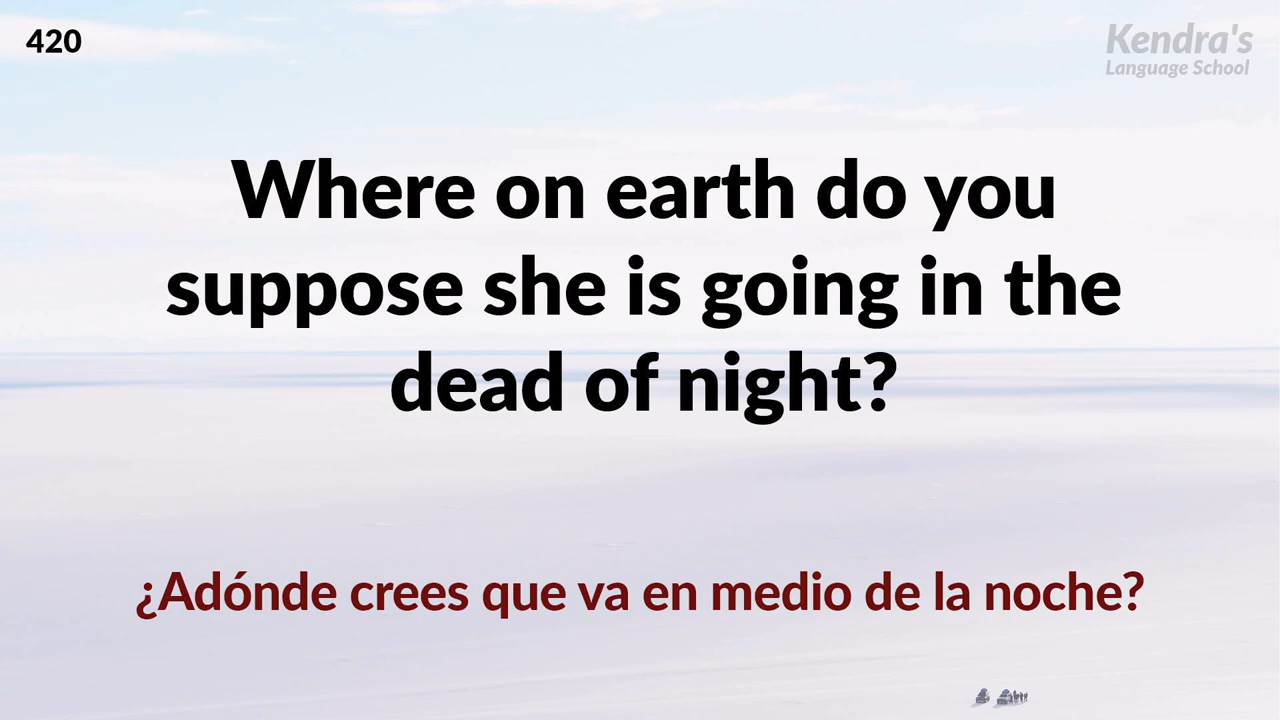 420
Kendra's
Language School
Where on earth do you
suppose she is going in the
dead of night?
¿Adónde crees que va en medio de la noche?